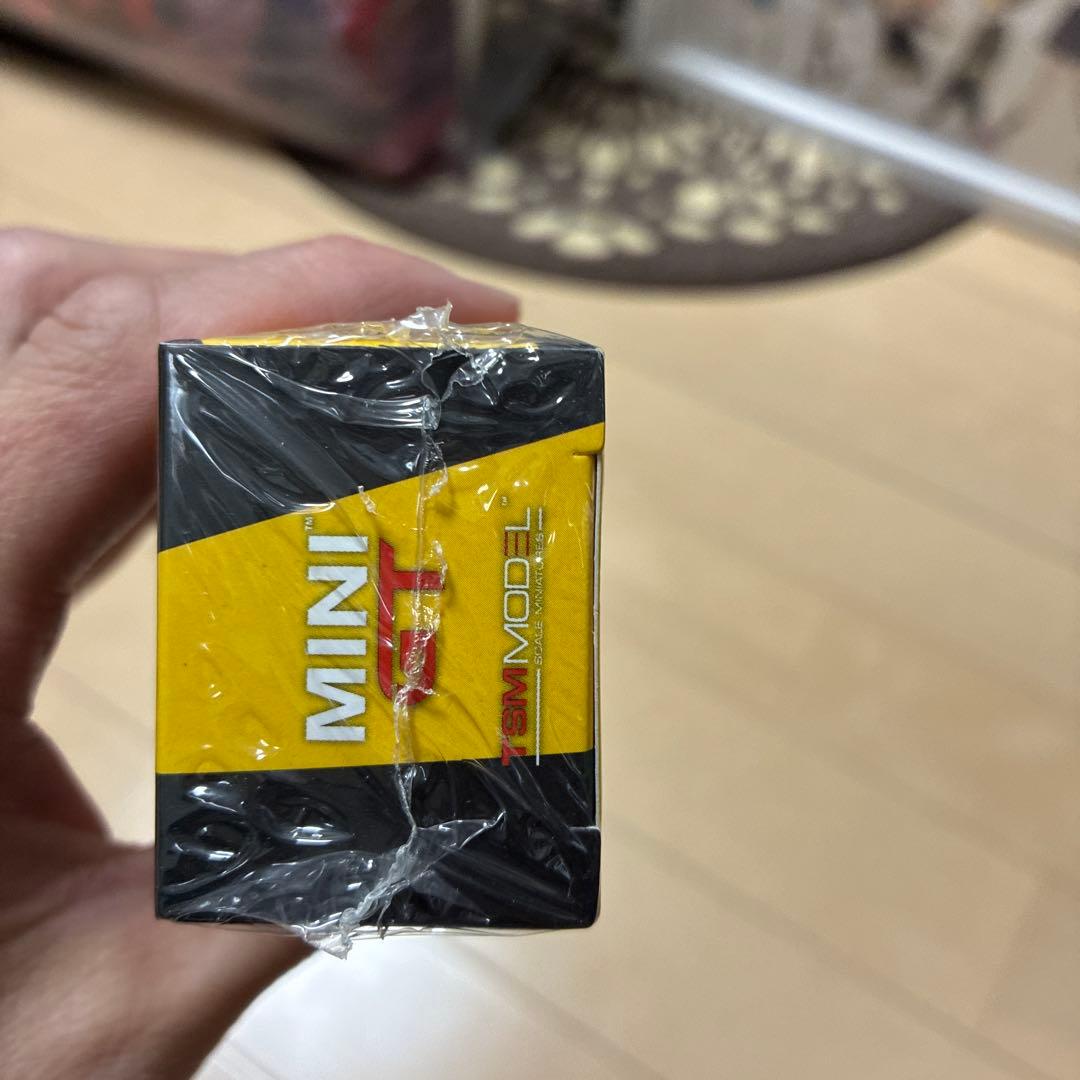 MINI™
GT
TSMMODEL™
SCALE MINIATURES